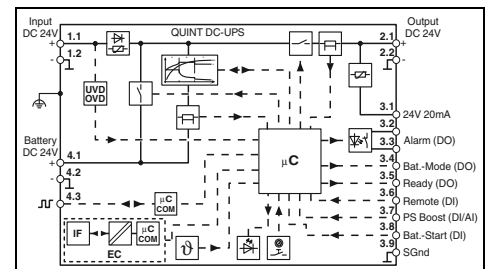 Input
DC 24V
1.1
+
1.2
-
QUINT DC-UPS
Output
DC 24V
2.1
+
2.2
-
UVD
OVD
3.1
24V 20mA
3.2
3.3
Alarm (DO)
Battery
DC 24V
4.1
+
4.2
-
4.3
µC
COM
µC
3.4
Bat.-Mode (DO)
3.5
Ready (DO)
3.6
Remote (DI)
3.7
PS Boost (DI/AI)
3.8
Bat.-Start (DI)
3.9
SGnd
IF
µC
COM
EC
ϑ